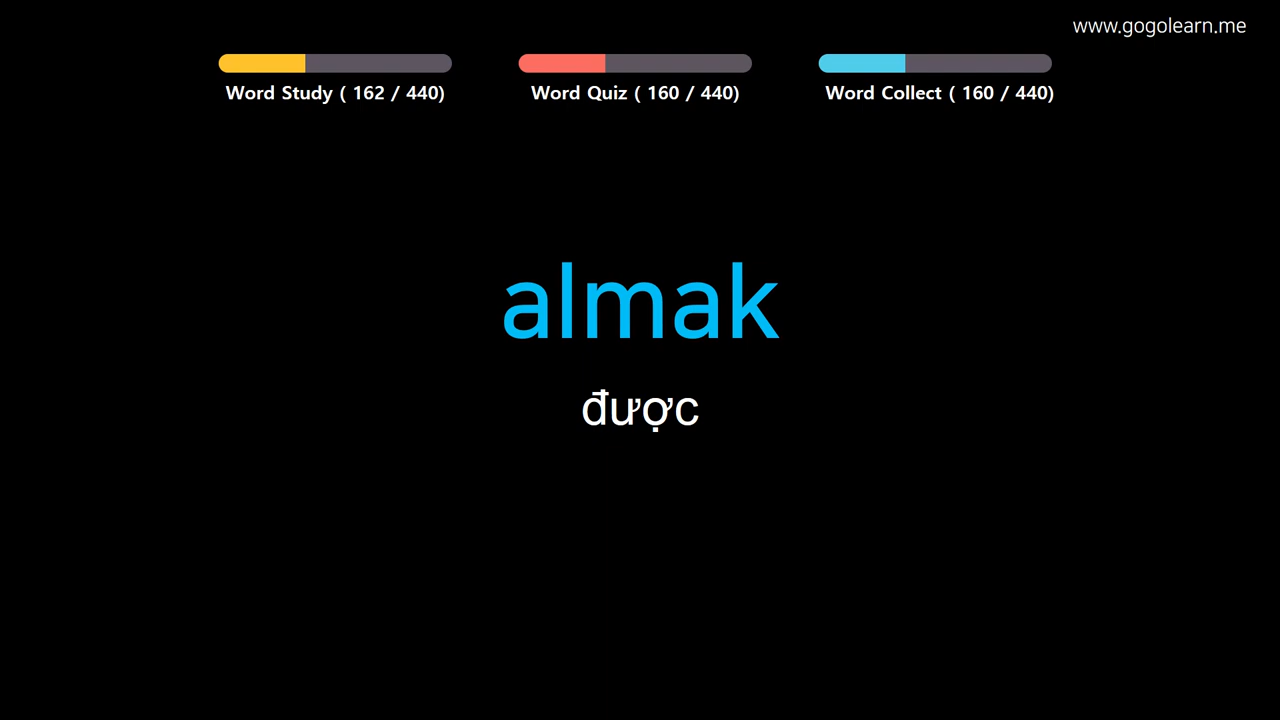 www.gogolearn.me
Word Study ( 162 / 440)
Word Quiz ( 160 / 440)
Word Collect ( 160 / 440)
almak
được